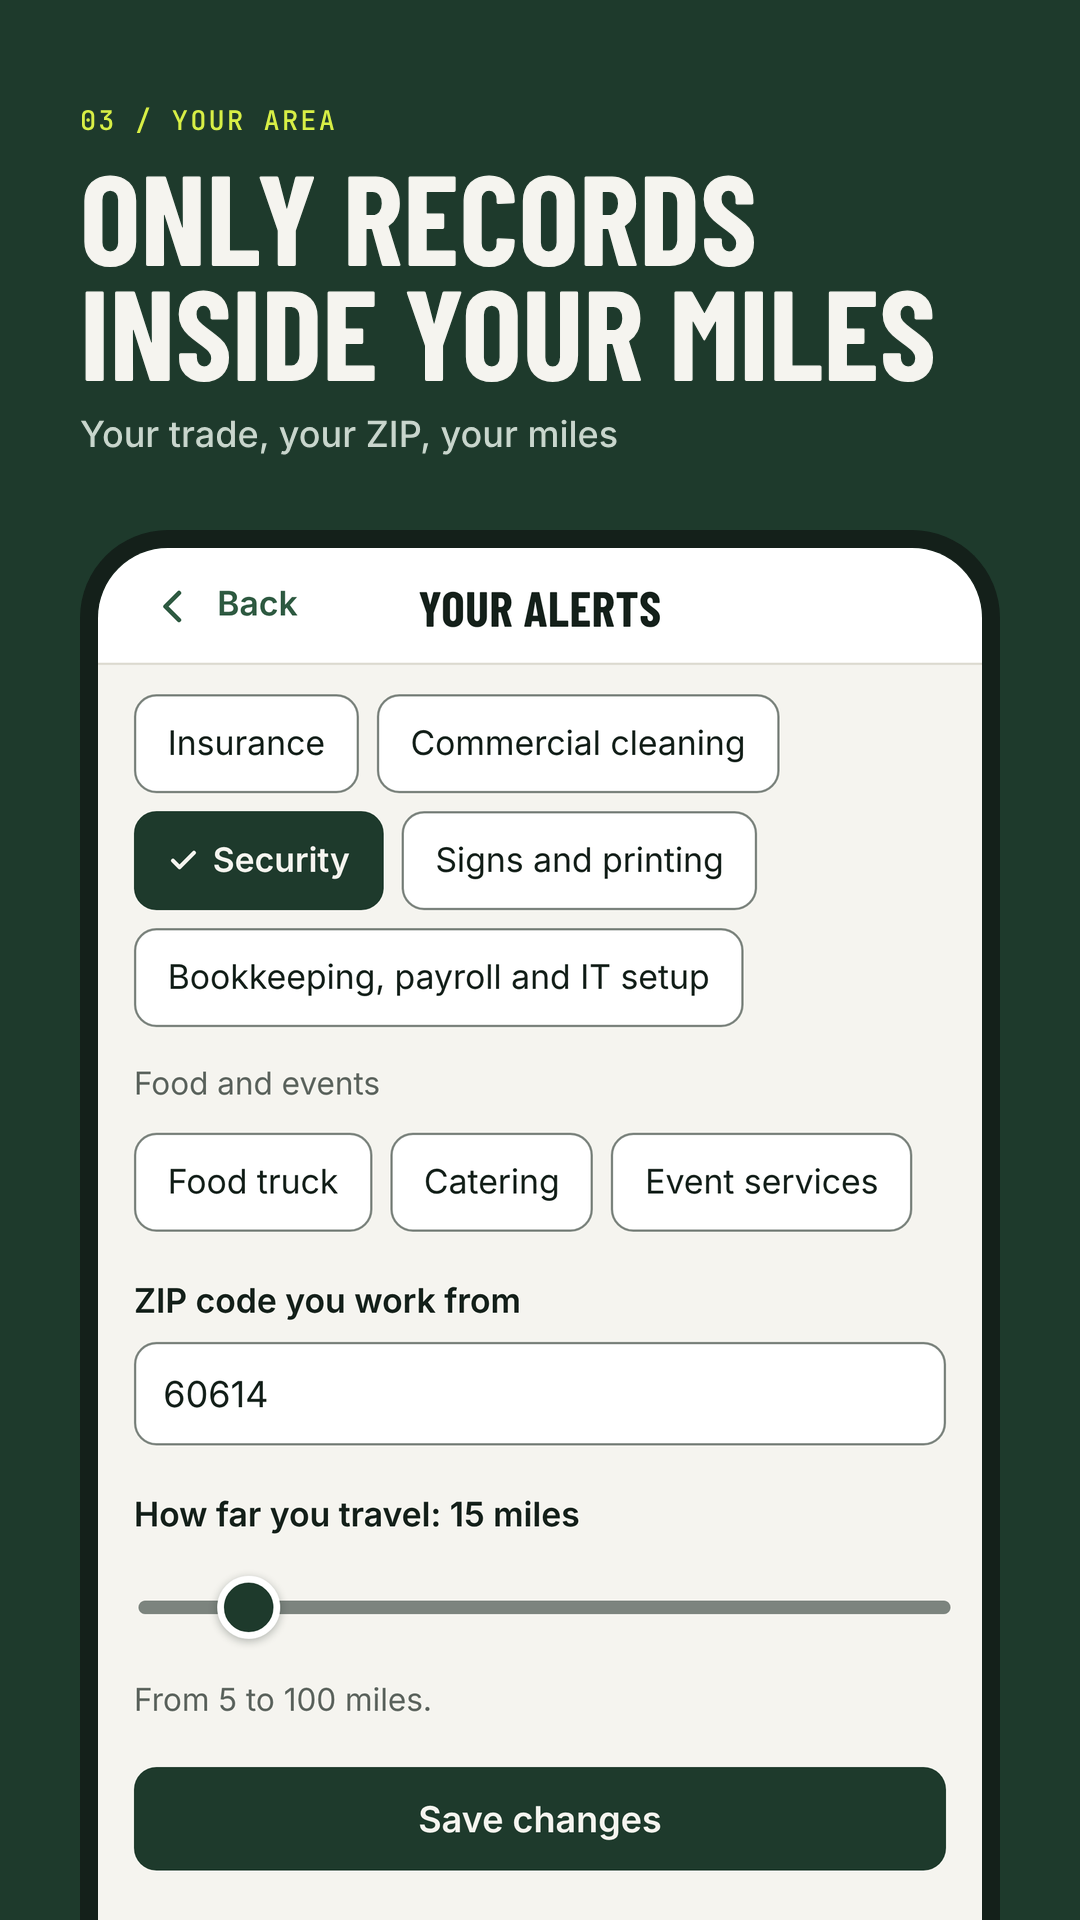 03 / YOUR AREA
ONLY RECORDS
INSIDE YOUR MILES
Your trade, your ZIP, your miles
Back
YOUR ALERTS
Insurance
Commercial cleaning
Security
Signs and printing
Bookkeeping, payroll and IT setup
Food and events
Food truck
Catering
Event services
ZIP code you work from
60614
How far you travel: 15 miles
From 5 to 100 miles.
Save changes